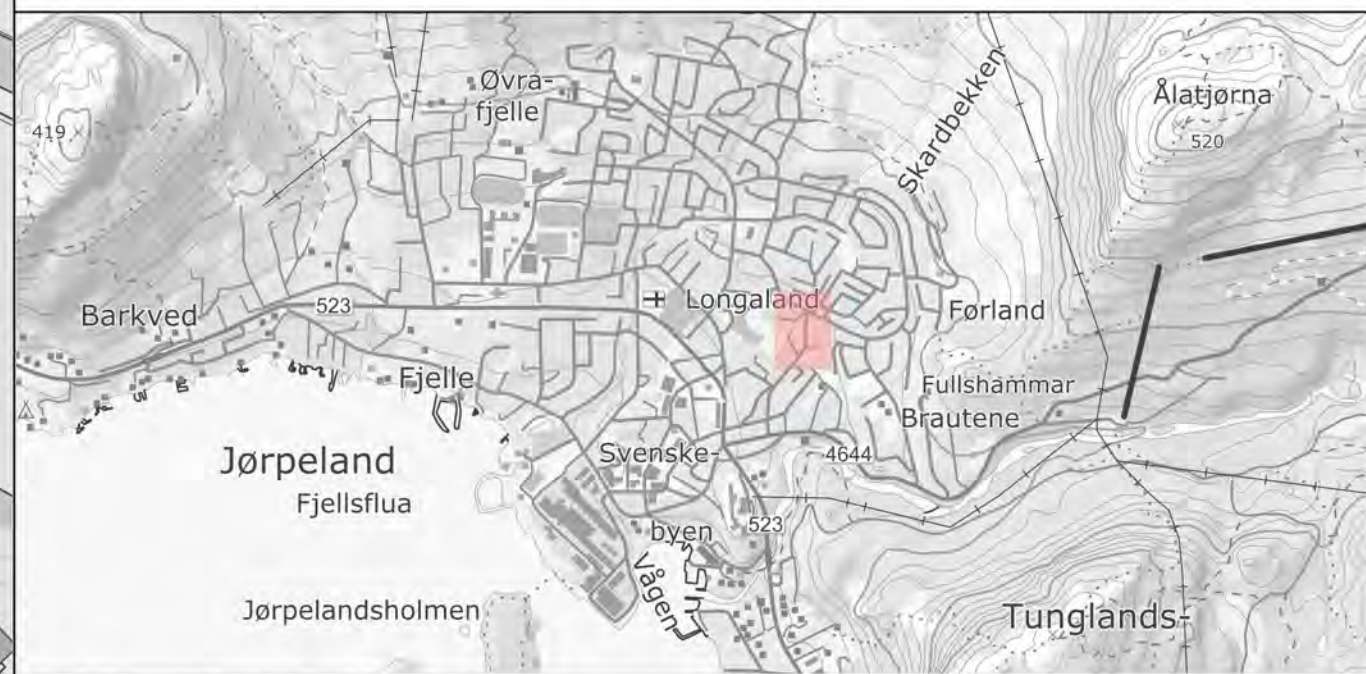 Øvra-
fjelle
Skardbekken
Ålatjørna
520
419
Longaland
Førland
Barkved
523
Fjelle
Fullshammar
Brautene
Jørpeland
Fjellsflua
Svenske-
byen
4644
523
Vågen
Jørpelandsholmen
Tunglands-